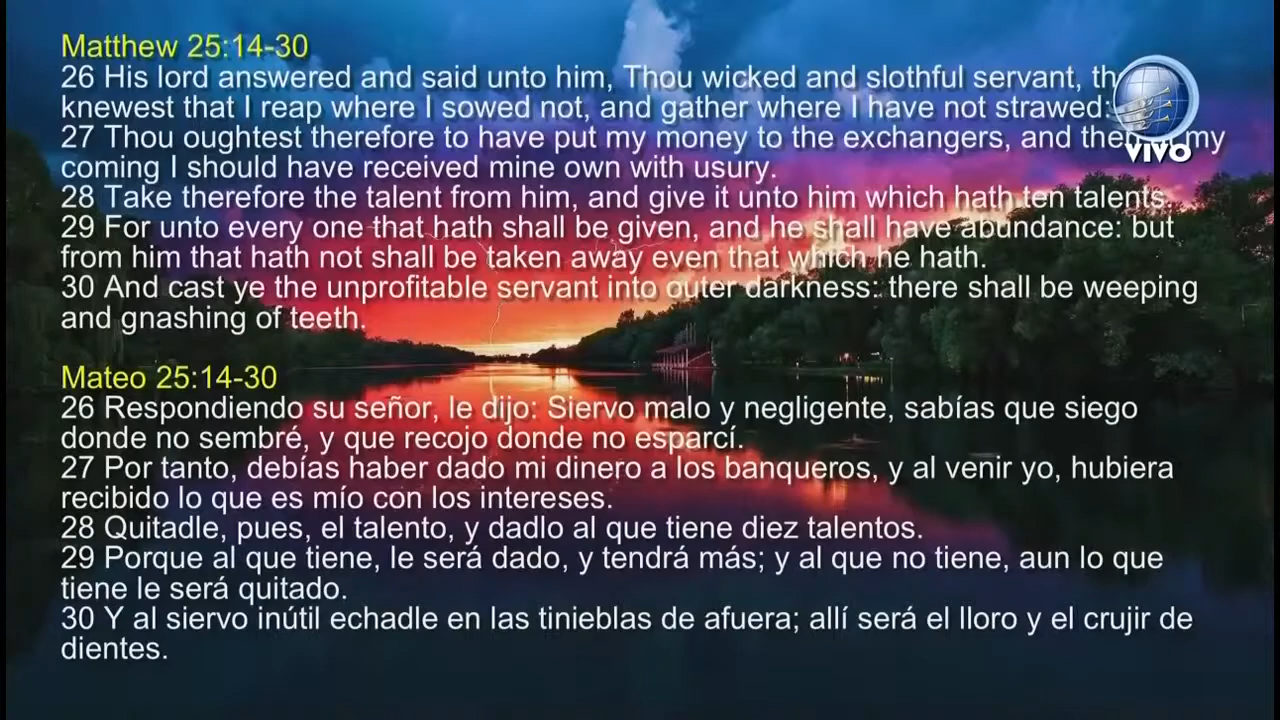 Matthew 25:14-30
26 His lord answered and said unto him, Thou wicked and slothful servant,
knewest that I reap where I sowed not, and gather where I have not strawed:
27 Thou oughtest therefore to have put my money to the exchangers, and my
coming I should have received mine own with usury.
28 Take therefore the talent from him, and give it unto him which hath ten talents.
29 For unto every one that hath shall be given, and he shall have abundance: but
from him that hath not shall be taken away even that which he hath.
30 And cast ye the unprofitable servant into outer darkness: there shall be weeping
and gnashing of teeth.
VIVO
Mateo 25:14-30
26 Respondiendo su señor, le dijo: Siervo malo y negligente, sabías que siego
donde no sembré, y que recojo donde no esparcí.
27 Por tanto, debías haber dado mi dinero a los banqueros, y al venir yo, hubiera
recibido lo que es mío con los intereses.
28 Quitadle, pues, el talento, y dadlo al que tiene diez talentos.
29 Porque al que tiene, le será dado, y tendrá más; y al que no tiene, aun lo que
tiene le será quitado.
30 Y al siervo inútil echadle en las tinieblas de afuera; allí será el lloro y el crujir de
dientes.